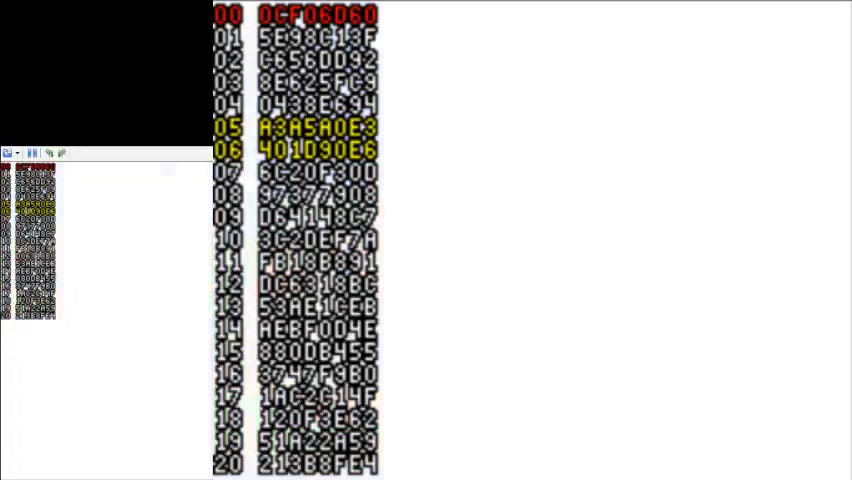 00 0CF06D60
01 5E98C13F
02 C656DD92
03 8E625FC9
04 0438E694
05 A3A5A0E3
06 401D90E6
07 6C20F30D
08 97377908
09 D64148C7
10 3C2DEF7A
11 FB18B891
12 DC6318BC
13 53AE1CEB
14 AEBF0D4E
15 880DB455
16 3747F9B0
17 1AC2C14F
18 120F3E62
19 51A22A59
20 213B8FE4